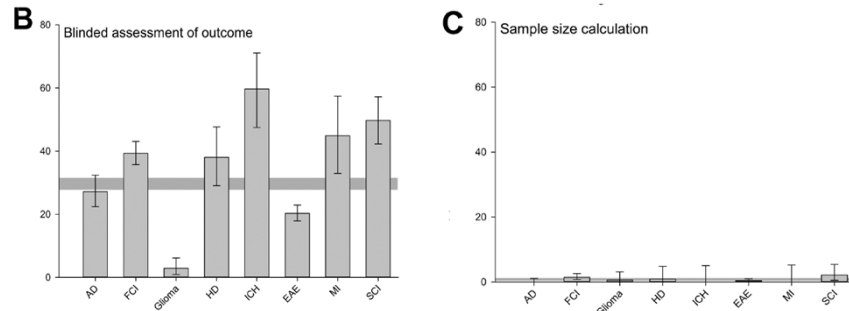 B
Blinded assessment of outcome
80
60
40
20
0
AD FCI Glioma HD ICH EAE MI SCI
C
Sample size calculation
80
60
40
20
0
AD FCI Glioma HD ICH EAE MI SCI